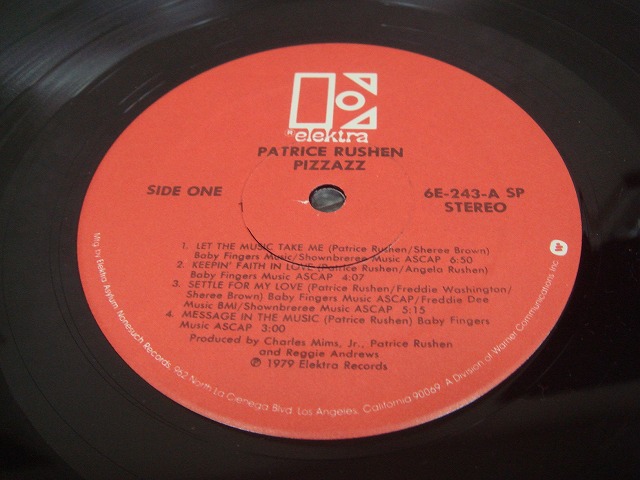 elektra
PATRICE RUSHEN
PIZZAZZ
SIDE ONE
6E-243-A SP
STEREO
1. LET THE MUSIC TAKE ME (Patrice Rushen/Sheree Brown)
Baby Fingers Music/Shownbreree Music ASCAP 6:50
2. KEEPIN' FAITH IN LOVE (Patrice Rushen/Angela Rushen)
Baby Fingers Music ASCAP 4:07
3. SETTLE FOR MY LOVE (Patrice Rushen/Freddie Washington/
Sheree Brown) Baby Fingers Music ASCAP/Freddie Dee
Music BMI/Shownbreree Music ASCAP 5:15
4. MESSAGE IN THE MUSIC (Patrice Rushen) Baby Fingers
Music ASCAP 3:00
Produced by Charles Mims, Jr., Patrice Rushen
and Reggie Andrews
℗ 1979 Elektra Records
Mfg. by Elektra/Asylum/Nonesuch Records, 962 North La Cienega Blvd., Los Angeles, California 90069. A Division of Warner Communications Inc.